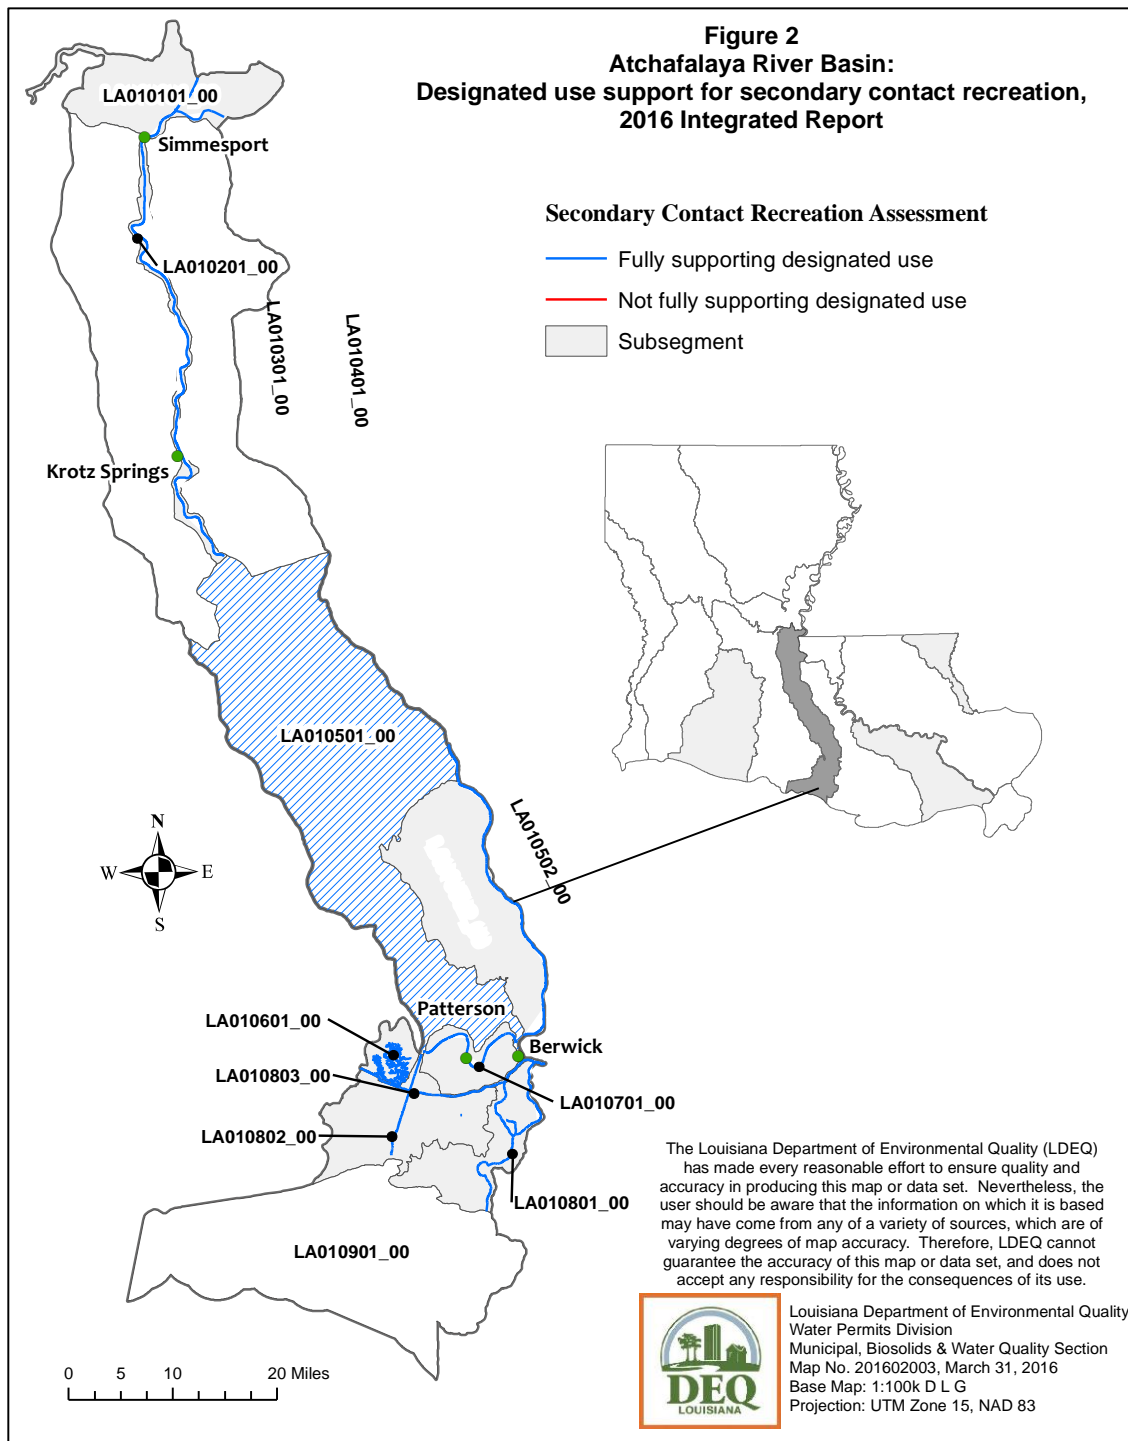 Figure 2
Atchafalaya River Basin:
Designated use support for secondary contact recreation,
2016 Integrated Report
Secondary Contact Recreation Assessment
Fully supporting designated use
Not fully supporting designated use
Subsegment
LA010101_00
Simmesport
LA010201_00
LA010301_00
LA010401_00
Krotz Springs
LA010501_00
LA010502_00
N
W
E
S
Patterson
LA010601_00
Berwick
LA010803_00
LA010701_00
LA010802_00
LA010801_00
LA010901_00
The Louisiana Department of Environmental Quality (LDEQ)
has made every reasonable effort to ensure quality and
accuracy in producing this map or data set. Nevertheless, the
user should be aware that the information on which it is based
may have come from any of a variety of sources, which are of
varying degrees of map accuracy. Therefore, LDEQ cannot
guarantee the accuracy of this map or data set, and does not
accept any responsibility for the consequences of its use.
DEQ
LOUISIANA
Louisiana Department of Environmental Quality
Water Permits Division
Municipal, Biosolids & Water Quality Section
Map No. 201602003, March 31, 2016
Base Map: 1:100k D L G
Projection: UTM Zone 15, NAD 83
0 5 10 20 Miles